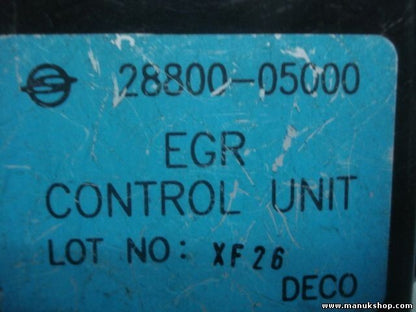 28800-05000
EGR
CONTROL UNIT
LOT NO: XF26
DECO
www.manukshop.com